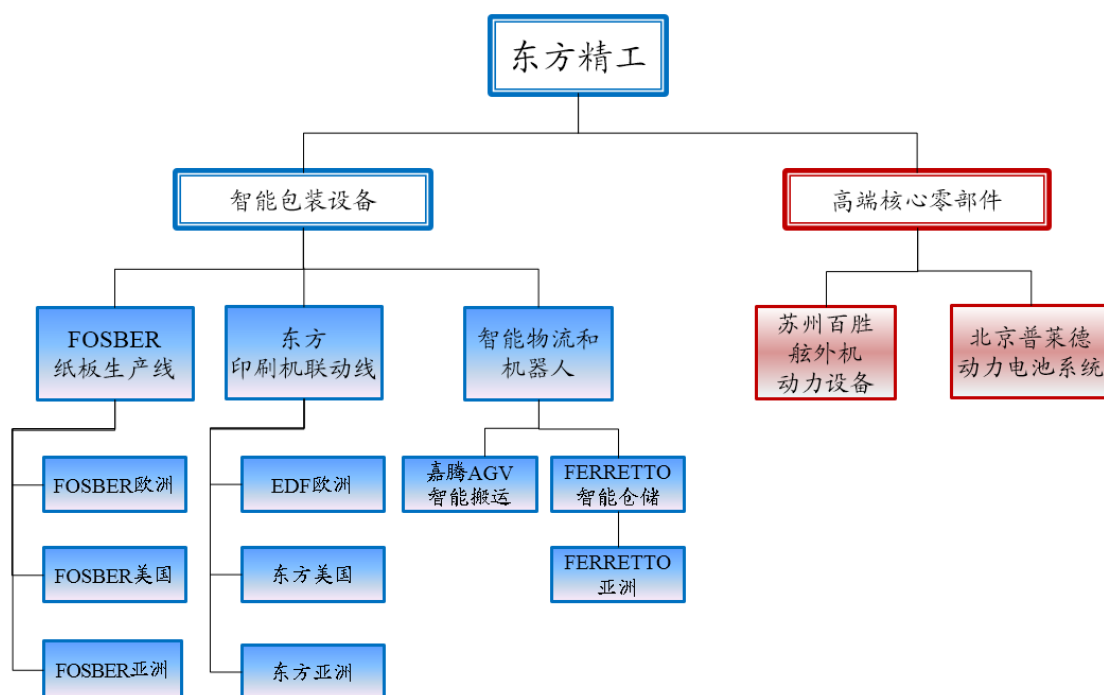 东方精工
智能包装设备
高端核心零部件
FOSBER
纸板生产线
东方
印刷机联动线
智能物流和
机器人
苏州百胜
舷外机
动力设备
北京普莱德
动力电池系统
FOSBER欧洲
EDF欧洲
嘉腾AGV
智能搬运
FERRETTO
智能仓储
FOSBER美国
东方美国
FERRETTO
亚洲
FOSBER亚洲
东方亚洲